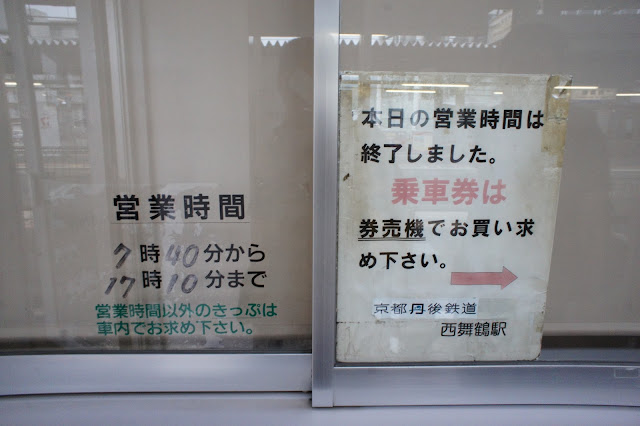 営業時間
7時40分から
17時10分まで
営業時間以外のきっぷは
車内でお求め下さい。
本日の営業時間は
終了しました。
乗車券は
券売機でお買い求
め下さい。
京都丹後鉄道
西舞鶴駅